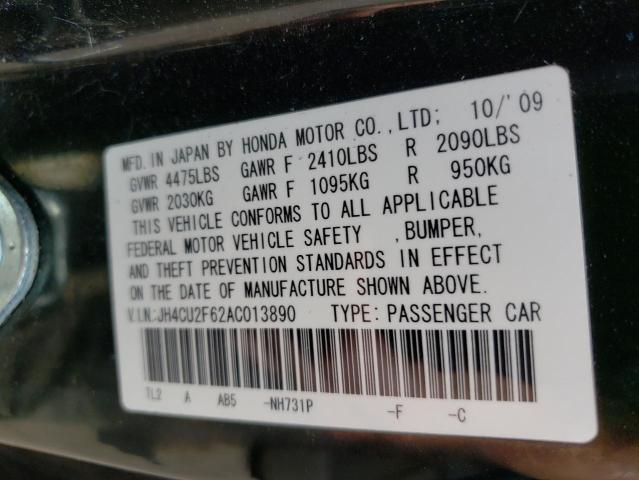 MFD. IN JAPAN BY HONDA MOTOR CO.,LTD; 10/'09
GVWR 4475LBS GAWR F 2410LBS R 2090LBS
GVWR 2030KG GAWR F 1095KG R 950KG
THIS VEHICLE CONFORMS TO ALL APPLICABLE
FEDERAL MOTOR VEHICLE SAFETY ,BUMPER,
AND THEFT PREVENTION STANDARDS IN EFFECT
ON THE DATE OF MANUFACTURE SHOWN ABOVE.
V.I.N.:JH4CU2F62AC013890 TYPE:PASSENGER CAR
TL2 A AB5 -NH731P -F -C